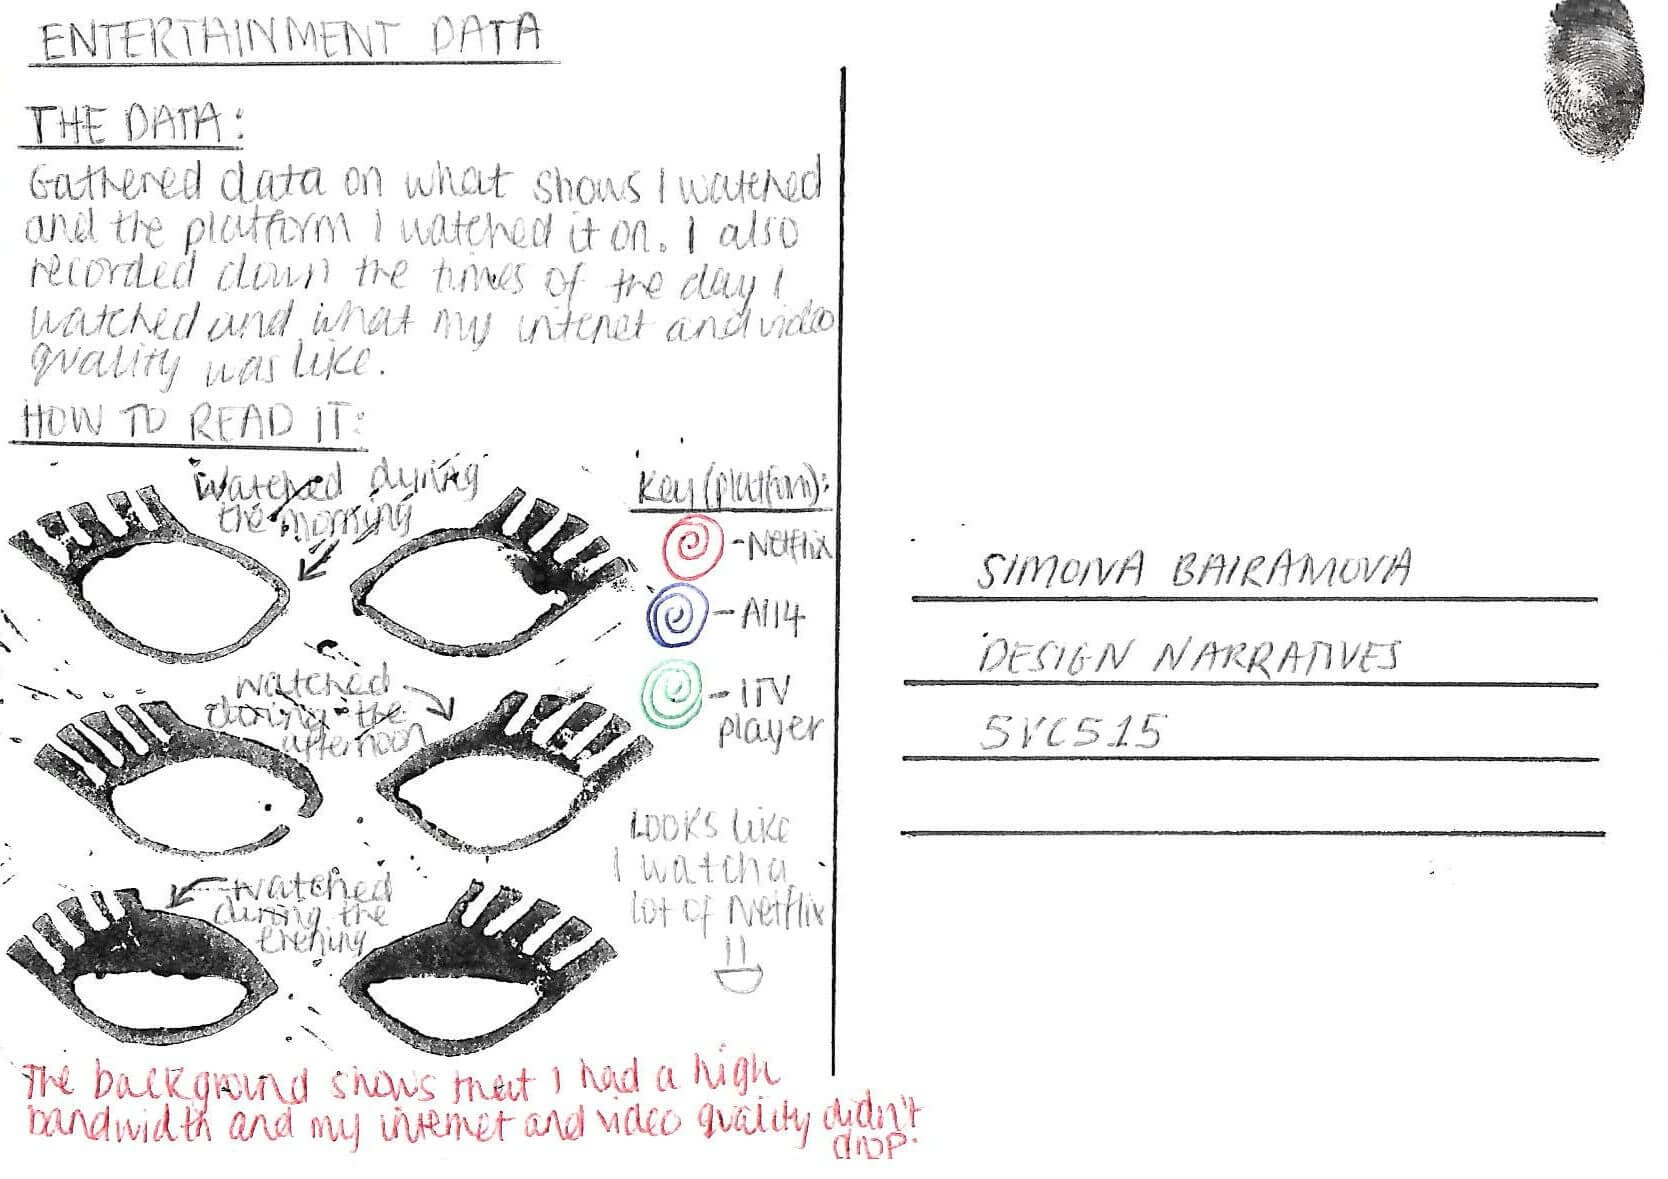 ENTERTAINMENT DATA
THE DATA:
Gathered data on what shows I watched
and the platform I watched it on. I also
recorded down the times of the day I
watched and what my internet and video
quality was like.
HOW TO READ IT:
Watched during
the morning
watched
during the
afternoon
watched
during the
evening
Key (platform):
-Netflix
-All4
-ITV
player
LOOKS LIKE
I watch a
lot of Netflix
The background shows that I had a high
bandwidth and my internet and video quality didn't
drop.
SIMONA BAIRAMOVA
DESIGN NARRATIVES
5VC515